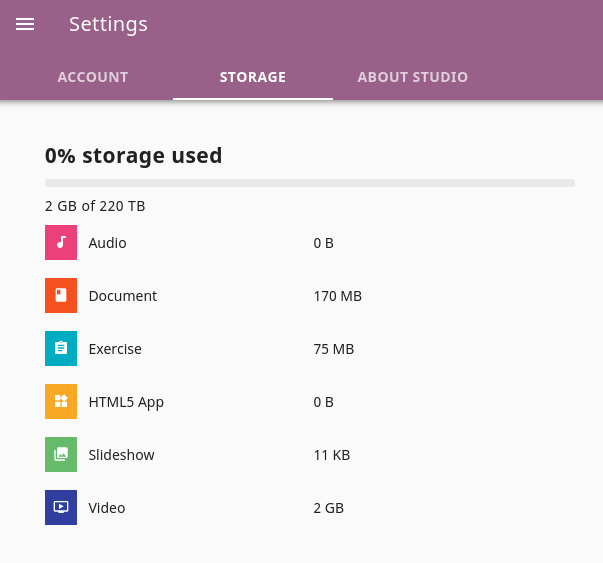 Settings
ACCOUNT STORAGE ABOUT STUDIO
0% storage used
2 GB of 220 TB
Audio 0 B
Document 170 MB
Exercise 75 MB
HTML5 App 0 B
Slideshow 11 KB
Video 2 GB